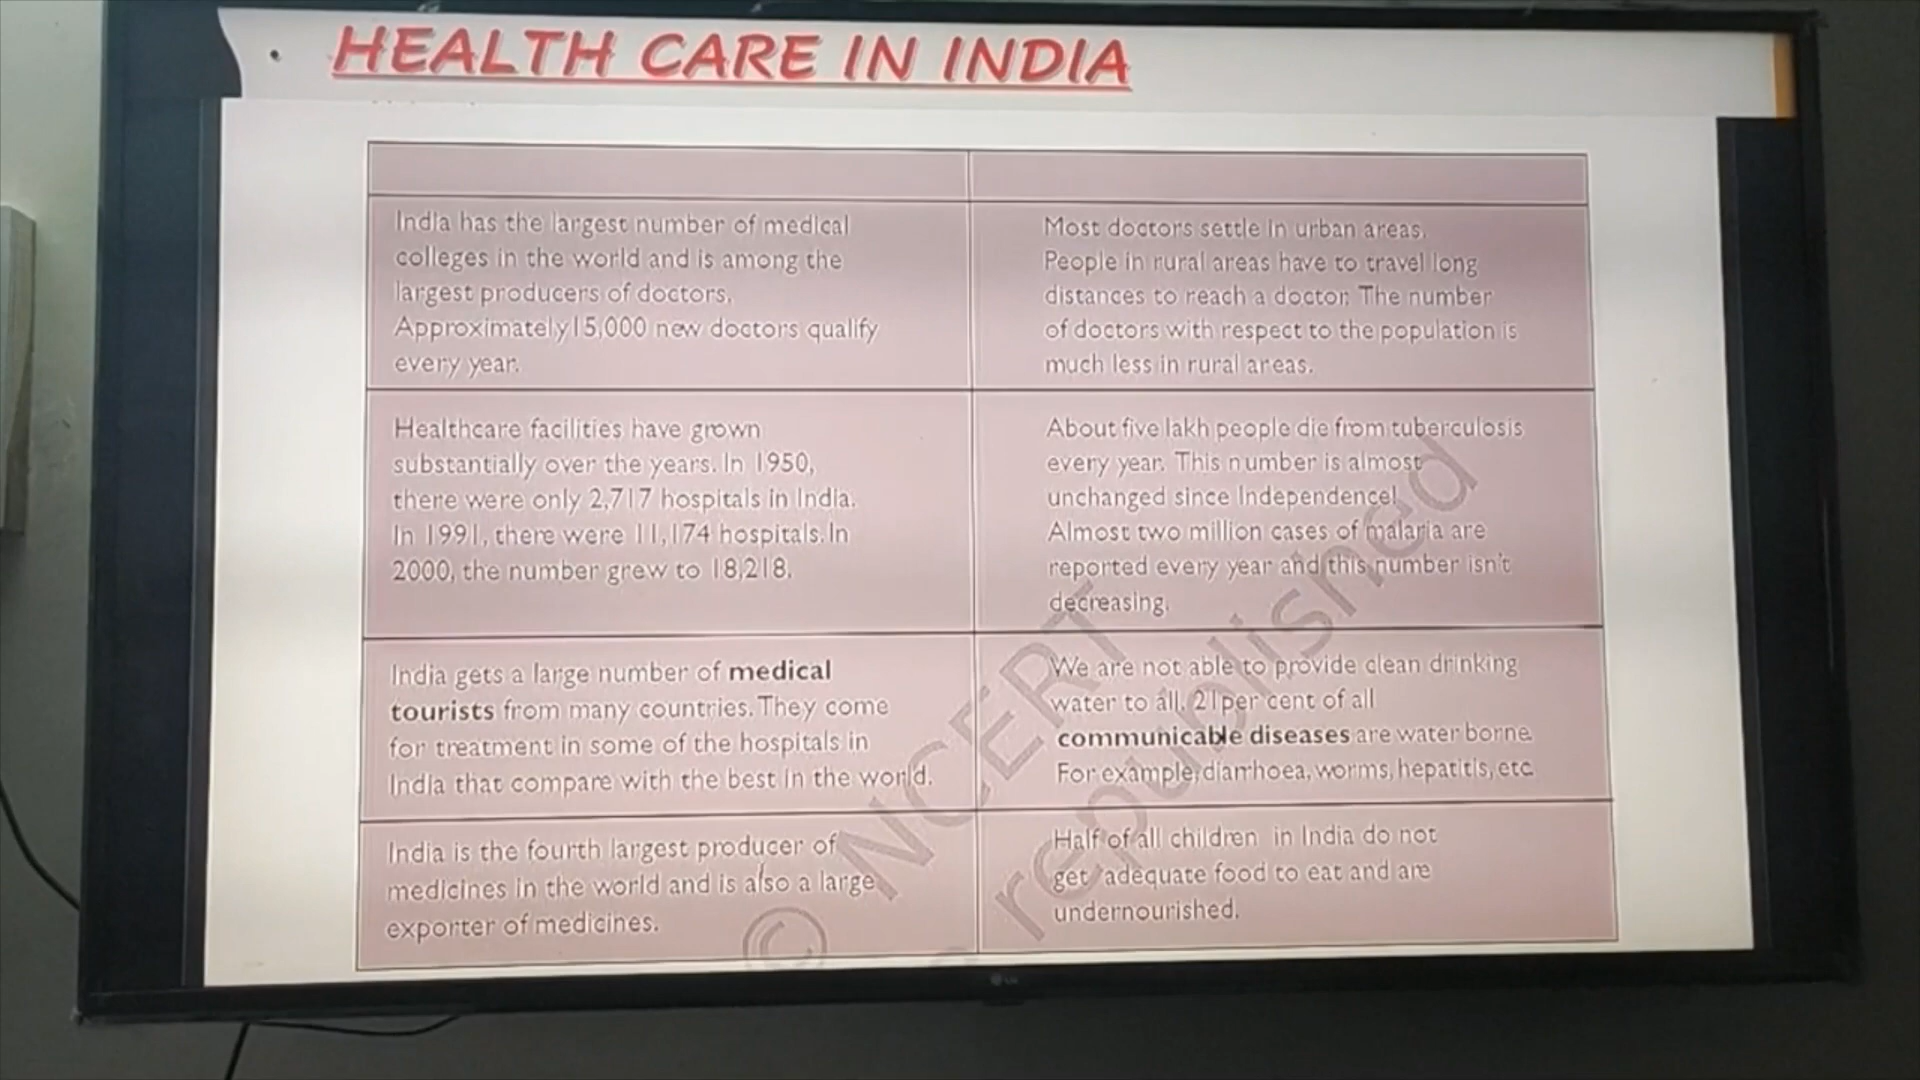 • HEALTH CARE IN INDIA
India has the largest number of medical
colleges in the world and is among the
largest producers of doctors.
Approximately15,000 new doctors qualify
every year.
Most doctors settle in urban areas.
People in rural areas have to travel long
distances to reach a doctor. The number
of doctors with respect to the population is
much less in rural areas.
Healthcare facilities have grown
substantially over the years. In 1950,
there were only 2,717 hospitals in India.
In 1991, there were 11,174 hospitals. In
2000, the number grew to 18,218.
About five lakh people die from tuberculosis
every year. This number is almost
unchanged since Independence!
Almost two million cases of malaria are
reported every year and this number isn't
decreasing.
India gets a large number of medical
tourists from many countries. They come
for treatment in some of the hospitals in
India that compare with the best in the world.
We are not able to provide clean drinking
water to all. 21per cent of all
communicable diseases are water borne.
For example, diarrhoea, worms, hepatitis, etc.
India is the fourth largest producer of
medicines in the world and is also a large
exporter of medicines.
Half of all children in India do not
get adequate food to eat and are
undernourished.
© NCERT
republished
LG